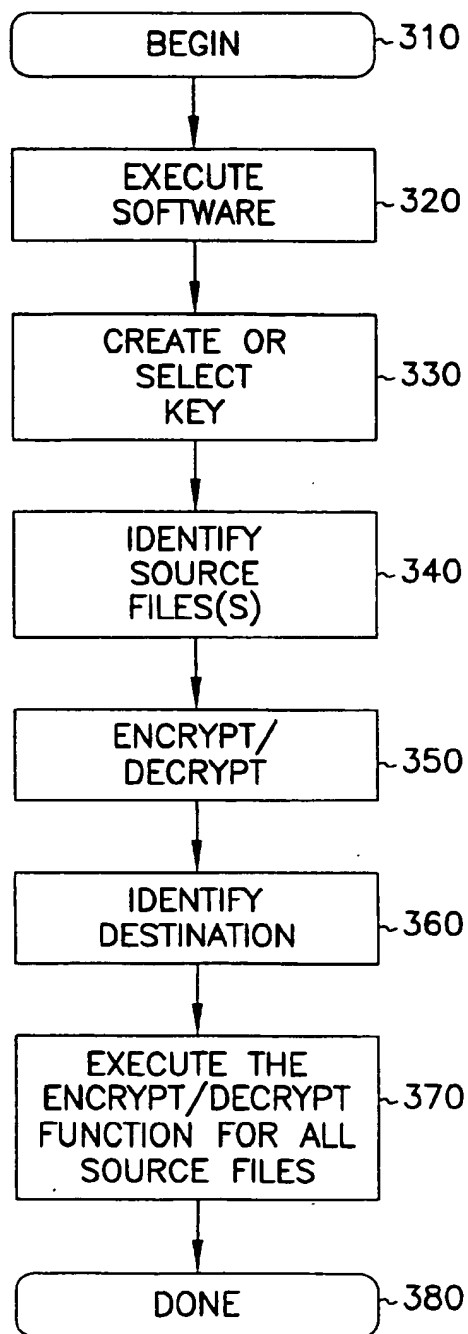 BEGIN
310
EXECUTE
SOFTWARE
320
CREATE OR
SELECT
KEY
330
IDENTIFY
SOURCE
FILES(S)
340
ENCRYPT/
DECRYPT
350
IDENTIFY
DESTINATION
360
EXECUTE THE
ENCRYPT/DECRYPT
FUNCTION FOR ALL
SOURCE FILES
370
DONE
380